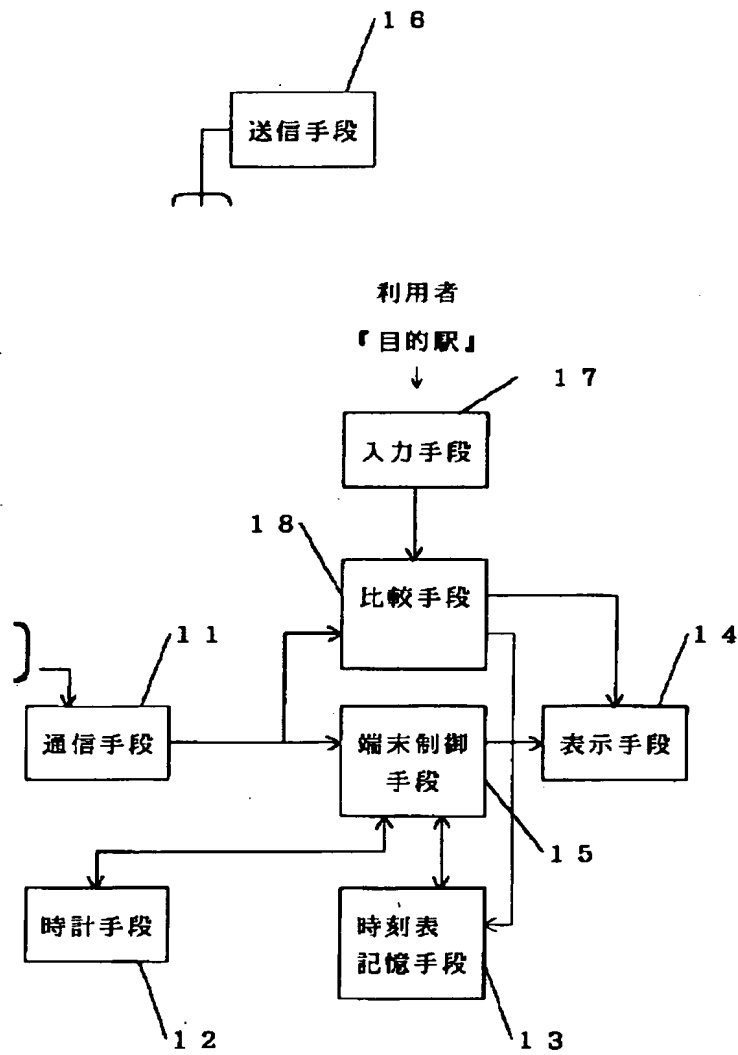 16
送信手段
利用者
『目的駅』
17
入力手段
18
比較手段
11
14
通信手段
端末制御
手段
表示手段
15
時計手段
時刻表
記憶手段
12
13